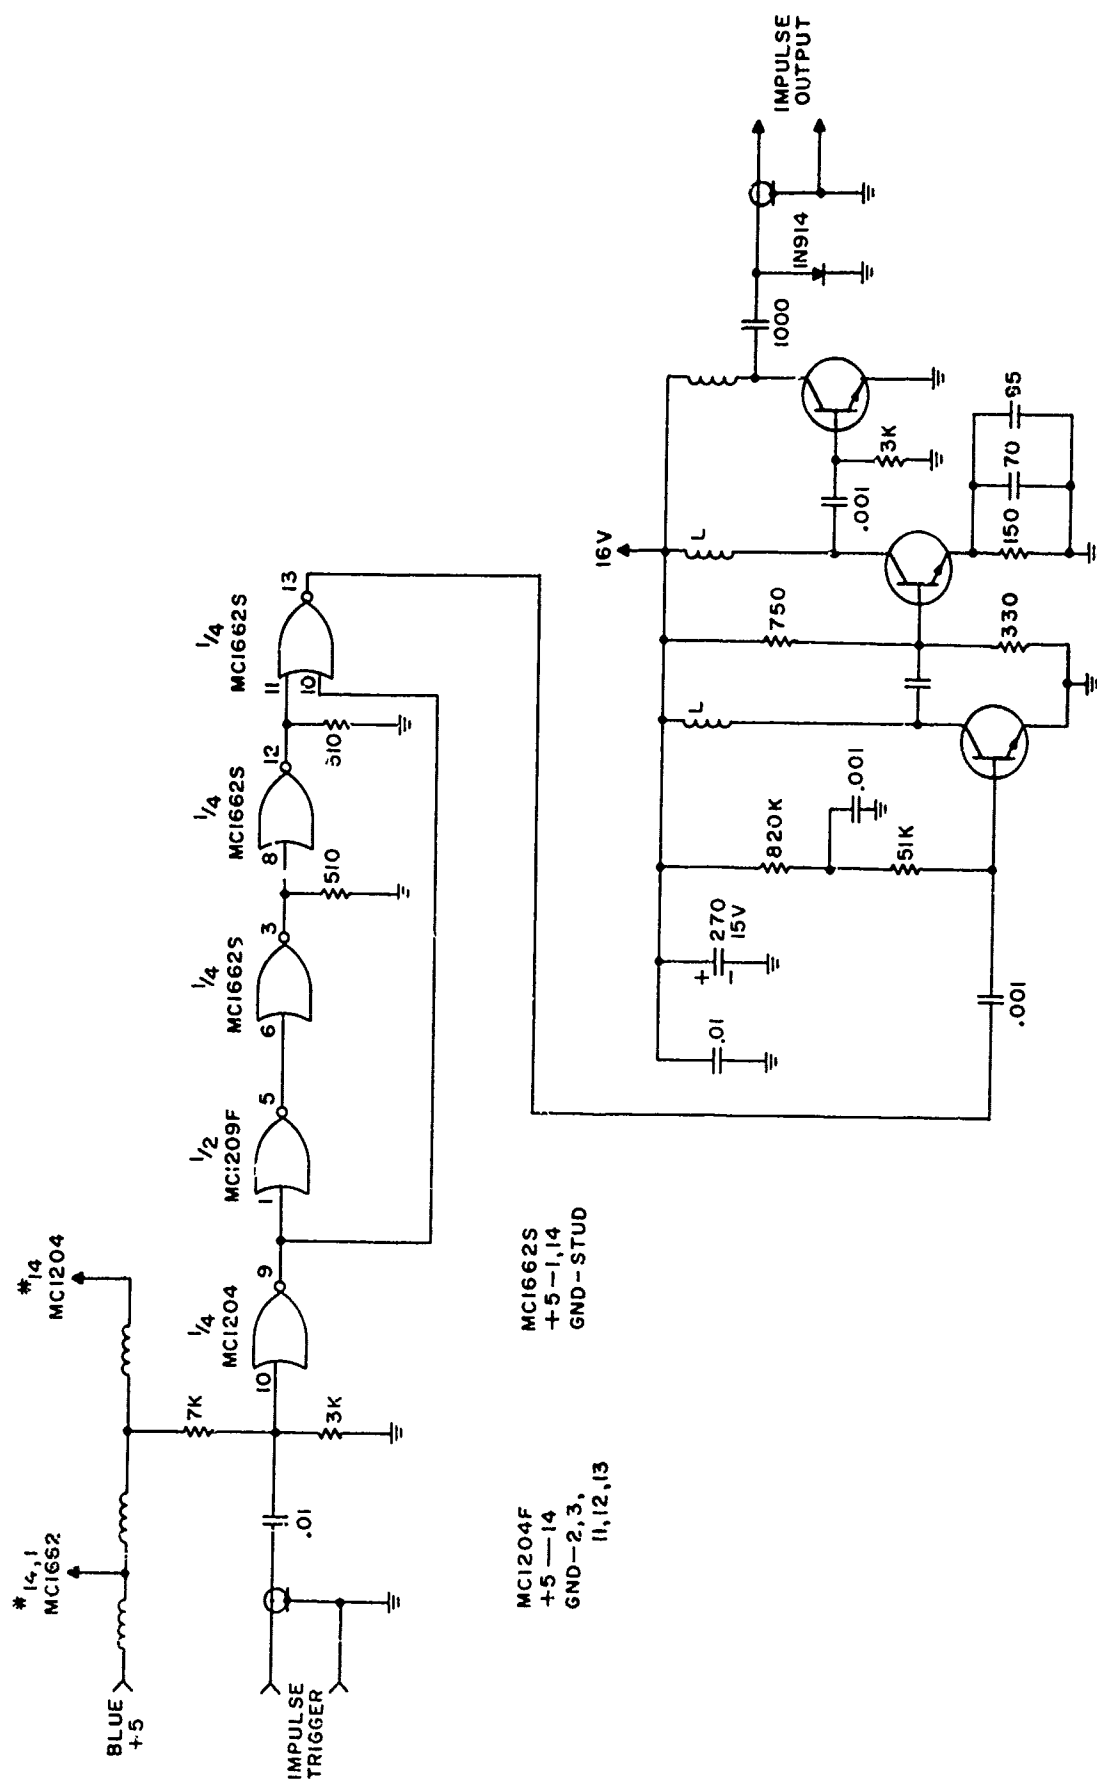 BLUE
+5
#14,1
MC1662
#14
MC1204
IMPULSE
TRIGGER
.01
7K
3K
10
1/4
MC1204
9
1
1/2
MC1209F
5
6
1/4
MC1662S
3
510
8
1/4
MC1662S
12
510
11
10
1/4
MC1662S
13
MC1204F
+5—14
GND-2,3,
11,12,13
MC1662S
+5-1,14
GND-STUD
16V
.01
+
-
270
15V
820K
.001
51K
.001
L
750
330
L
150
70
.001
3K
1000
1N914
IMPULSE
OUTPUT